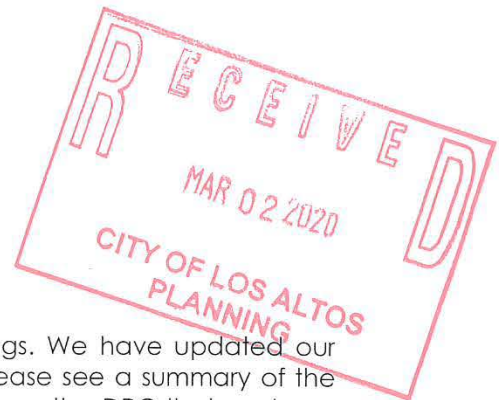 RECEIVED
MAR 02 2020
CITY OF LOS ALTOS
PLANNING
gs. We have updated our
ease see a summary of the